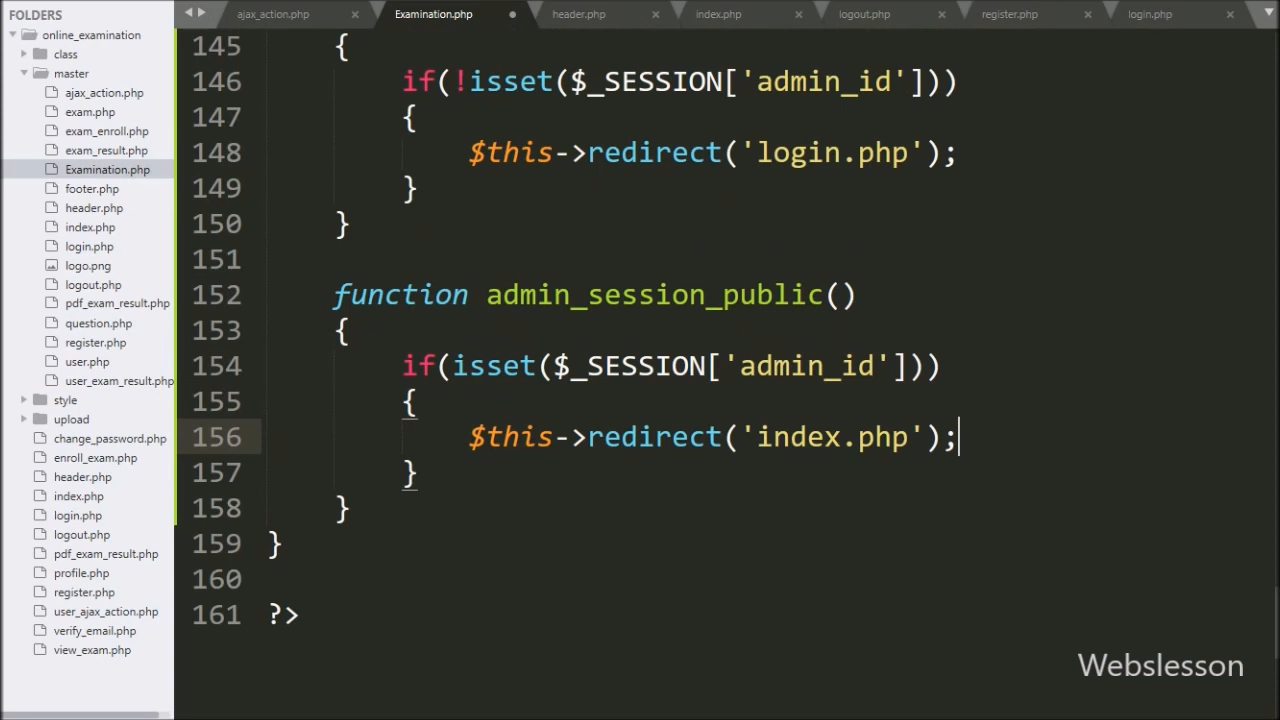 FOLDERS
online_examination
class
master
ajax_action.php
exam.php
exam_enroll.php
exam_result.php
Examination.php
footer.php
header.php
index.php
login.php
logo.png
logout.php
pdf_exam_result.php
question.php
register.php
user.php
user_exam_result.php
style
upload
change_password.php
enroll_exam.php
header.php
index.php
login.php
logout.php
pdf_exam_result.php
profile.php
register.php
user_ajax_action.php
verify_email.php
view_exam.php
ajax_action.php Examination.php header.php index.php logout.php register.php login.php
145 {
146 if(!isset($_SESSION['admin_id']))
147 {
148 $this->redirect('login.php');
149 }
150 }
151
152 function admin_session_public()
153 {
154 if(isset($_SESSION['admin_id']))
155 {
156 $this->redirect('index.php');
157 }
158 }
159 }
160
161 ?>
Webslesson